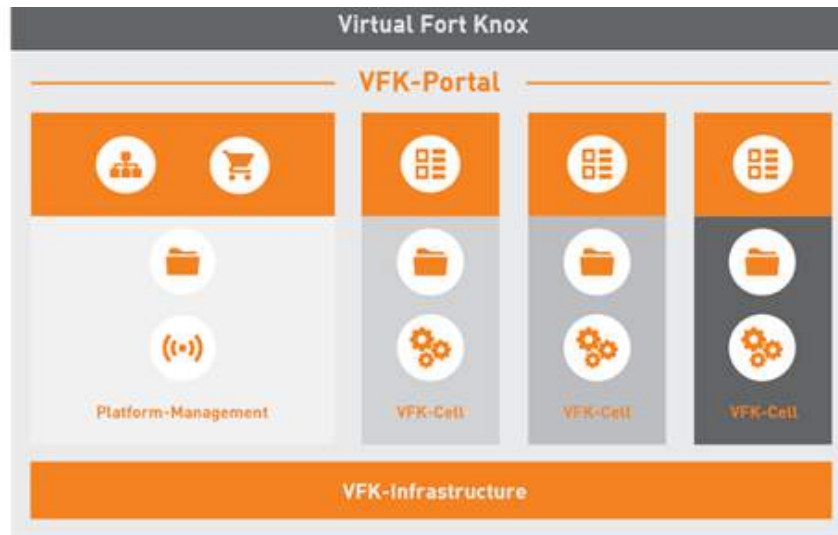 Virtual Fort Knox
VFK-Portal
Platform-Management
VFK-Cell
VFK-Cell
VFK-Cell
VFK-Infrastructure